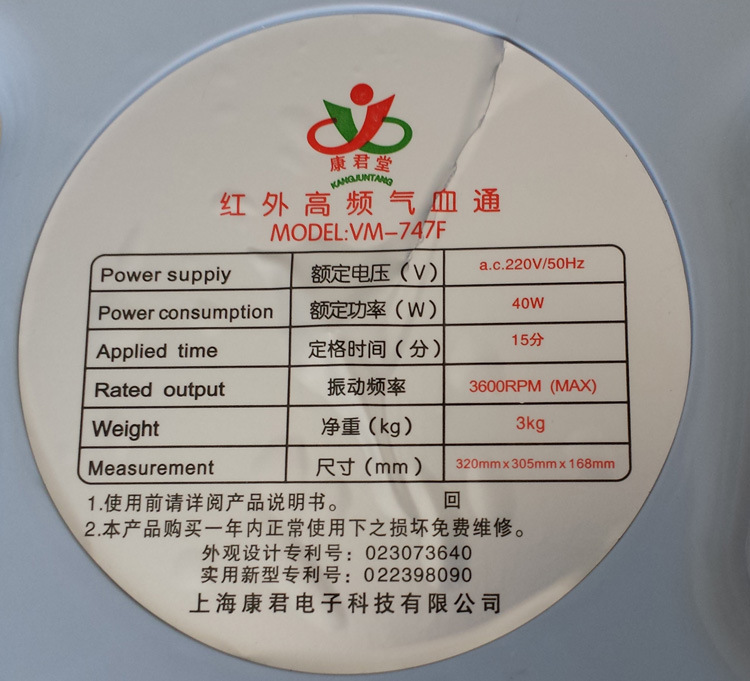 康君堂
KANGJUNTANG
红外高频气血通
MODEL:VM-747F
Power suppiy 额定电压(V) a.c.220V/50Hz
Power consumption 额定功率(W) 40W
Applied time 定格时间(分) 15分
Rated output 振动频率 3600RPM (MAX)
Weight 净重(kg) 3kg
Measurement 尺寸(mm) 320mmx305mmx168mm
1.使用前请详阅产品说明书。 回
2.本产品购买一年内正常使用下之损坏免费维修。
外观设计专利号：023073640
实用新型专利号：022398090
上海康君电子科技有限公司